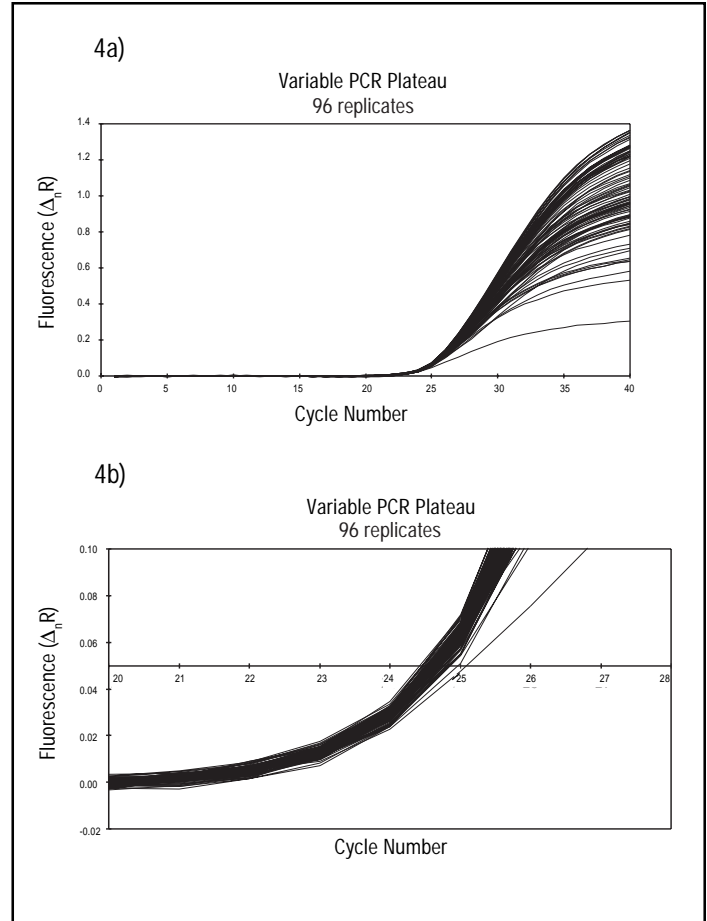 4a)
Variable PCR Plateau
96 replicates
1.4
1.2
1.0
0.8
0.6
0.4
0.2
0.0
0 5 10 15 20 25 30 35 40
Fluorescence (ΔnR)
Cycle Number
4b)
Variable PCR Plateau
96 replicates
0.10
0.08
0.06
0.04
0.02
0.00
-0.02
20 21 22 23 24 25 26 27 28
Fluorescence (ΔnR)
Cycle Number